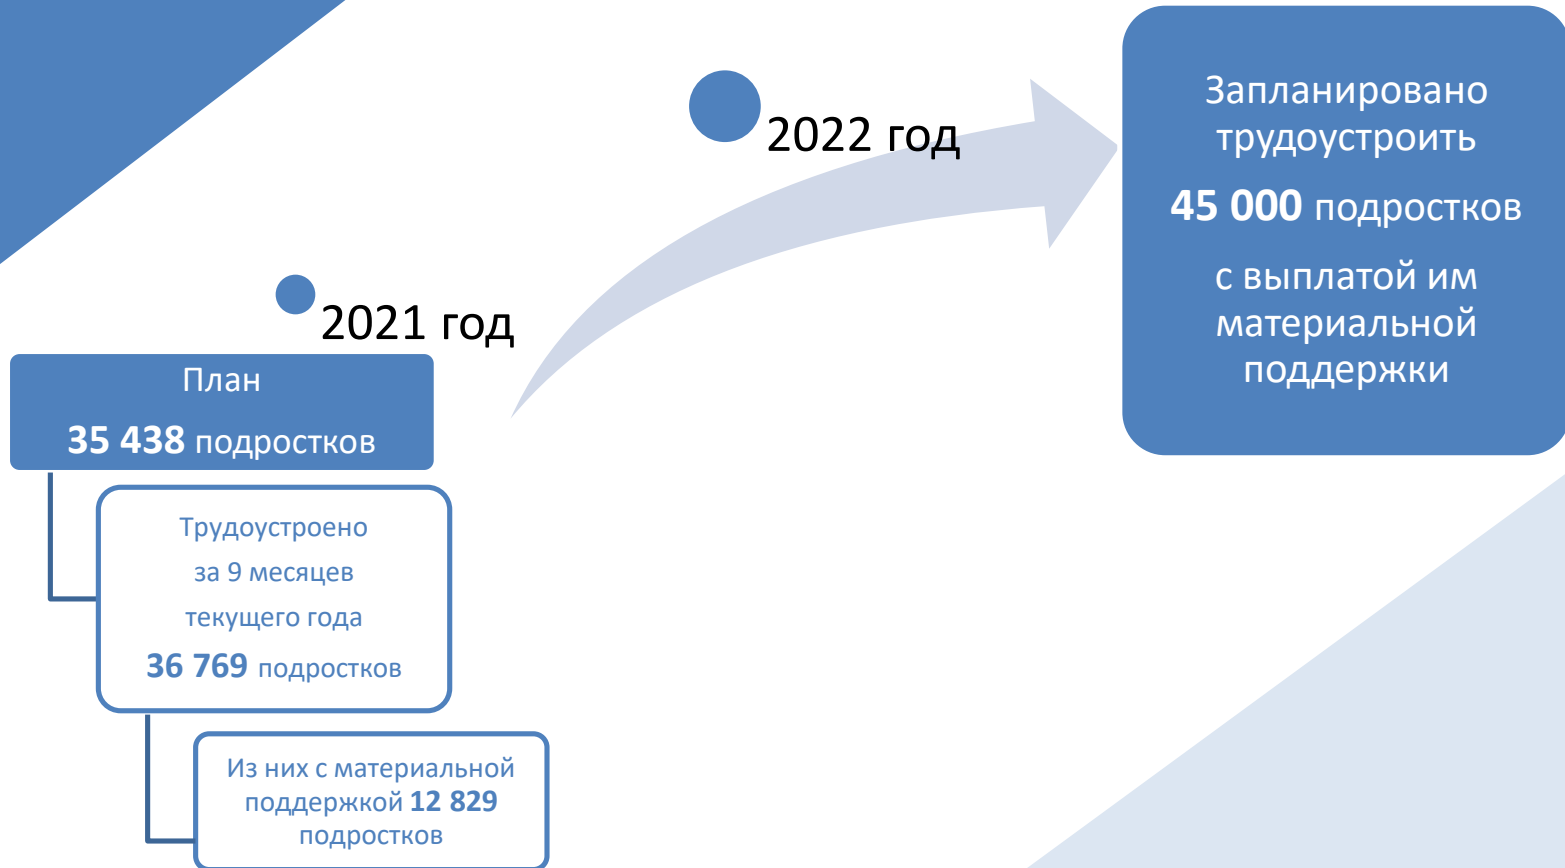 2021 год
План
35 438 подростков
Трудоустроено
за 9 месяцев
текущего года
36 769 подростков
Из них с материальной
поддержкой 12 829
подростков
2022 год
Запланировано
трудоустроить
45 000 подростков
с выплатой им
материальной
поддержки